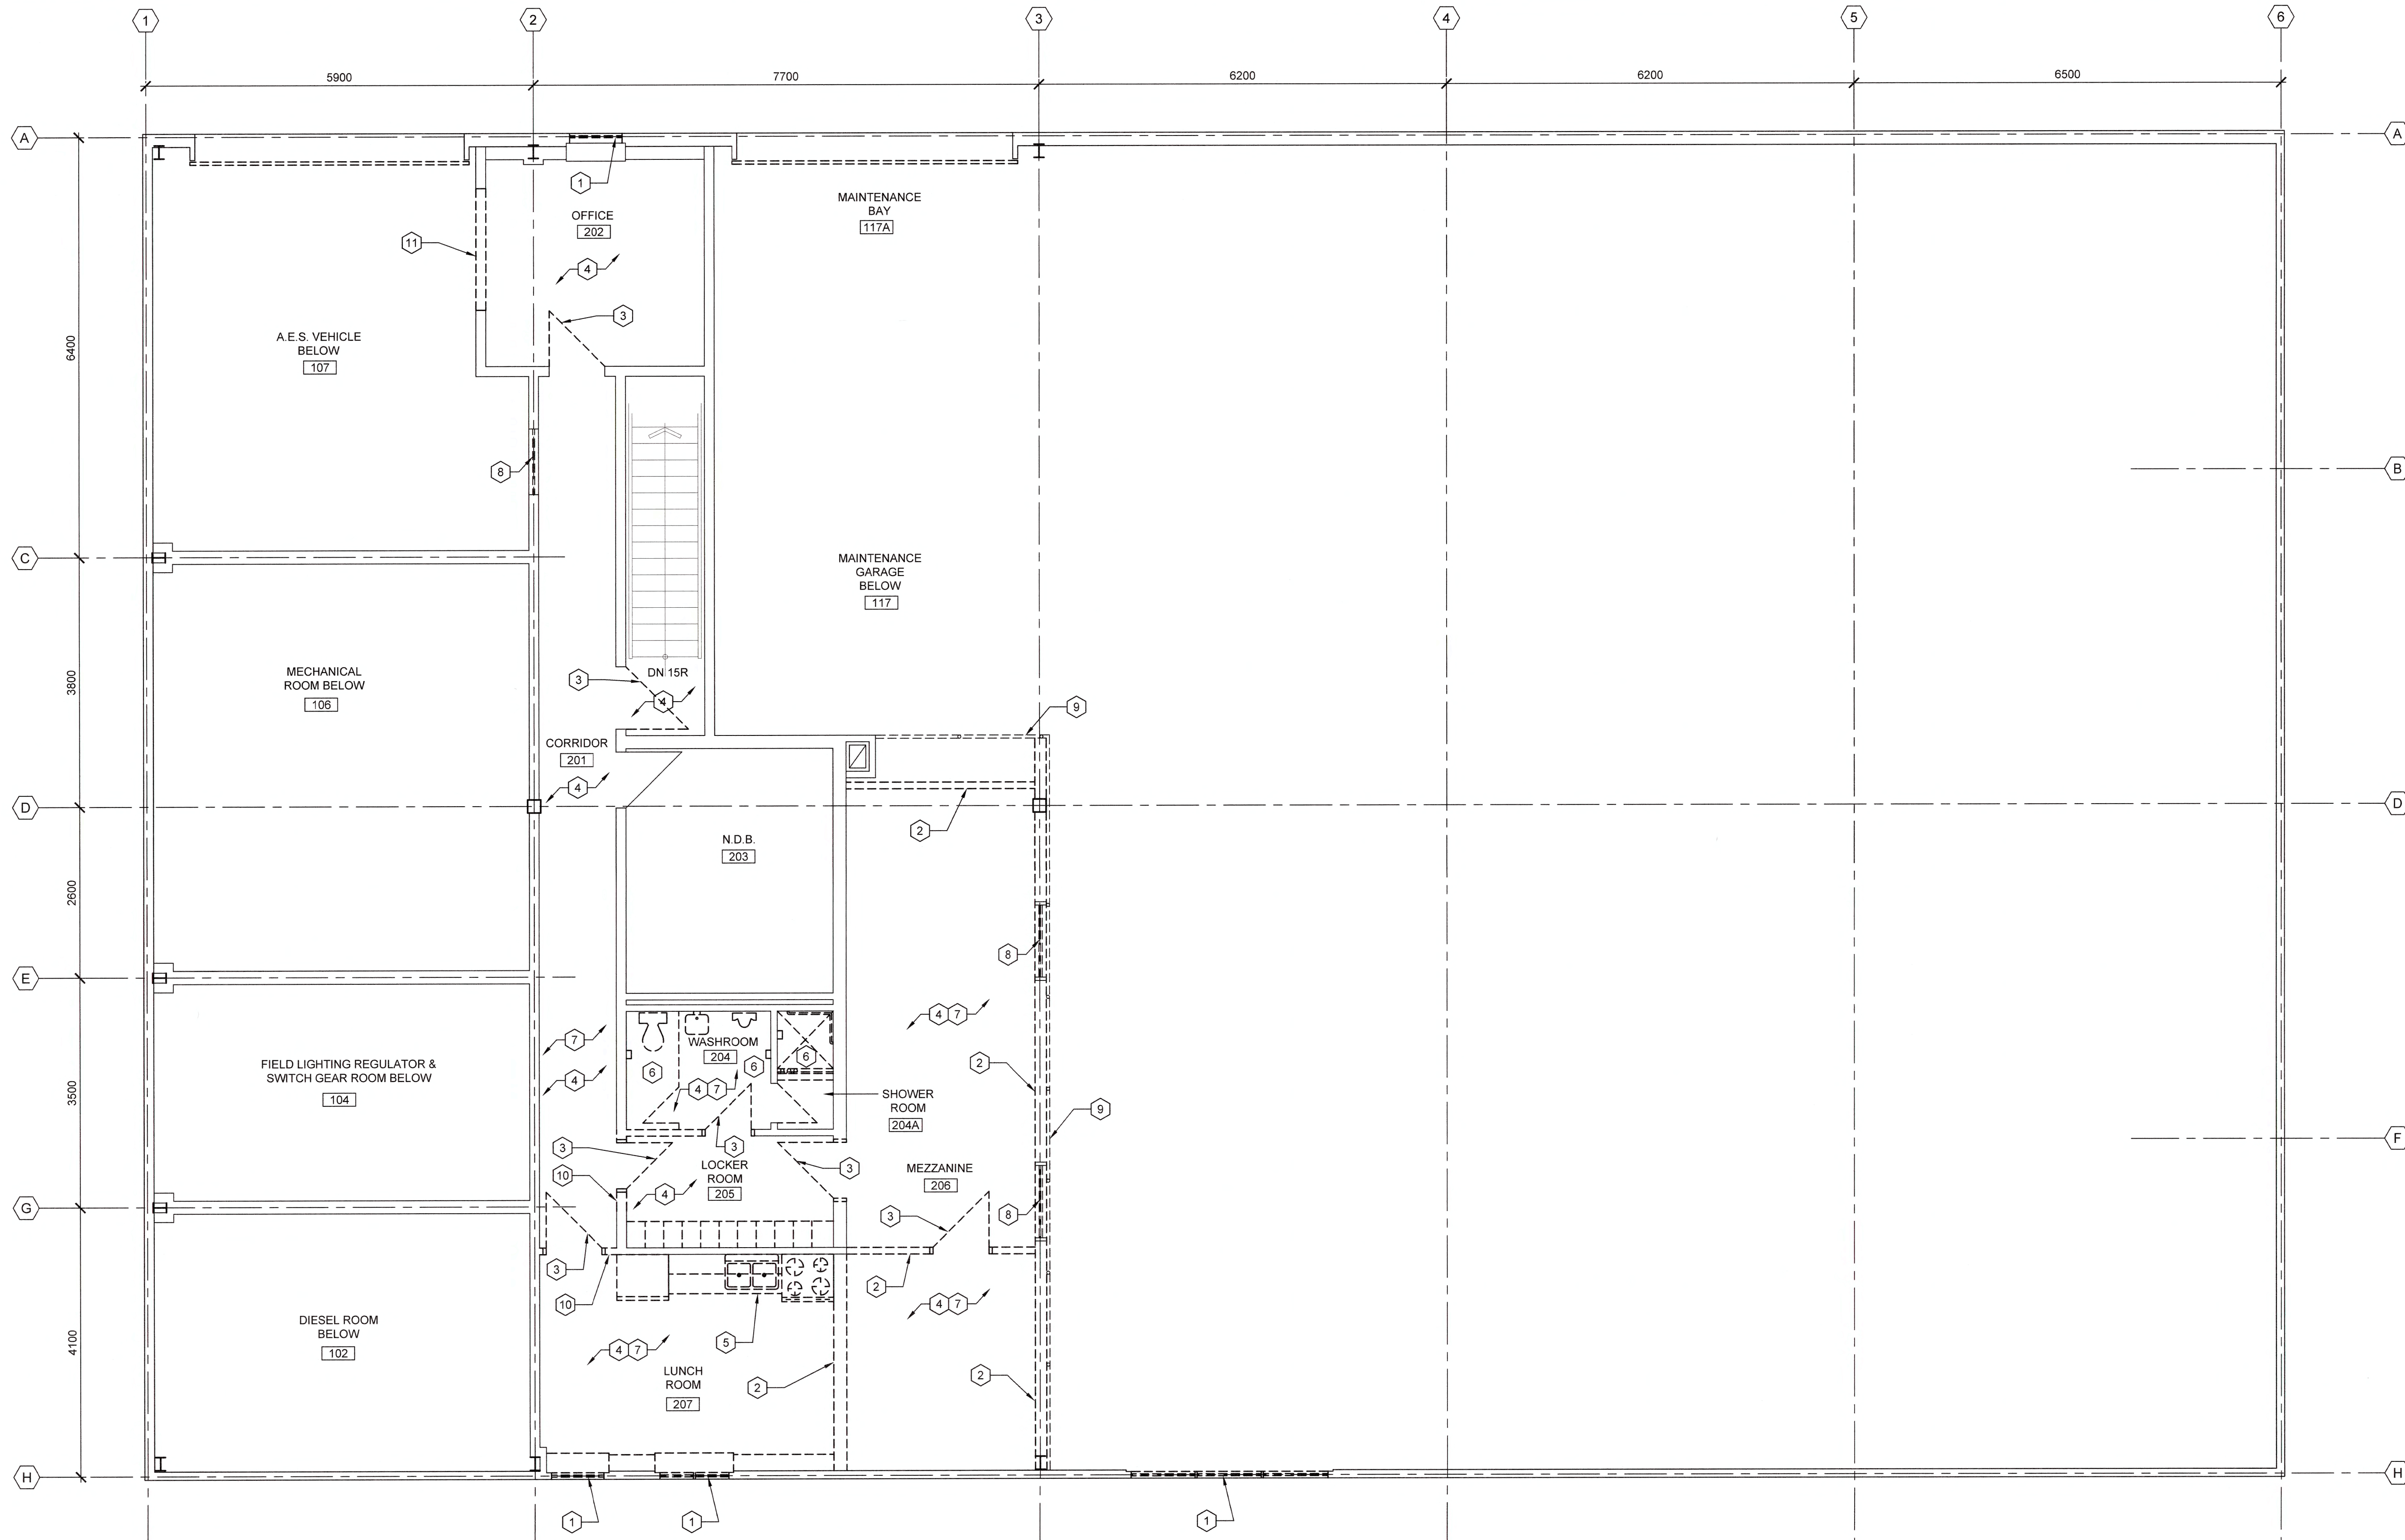 1
2
3
4
5
6
5900
7700
6200
6200
6500
A
A
1
MAINTENANCE
BAY
117A
OFFICE
202
11
4
3
A.E.S. VEHICLE
BELOW
107
6400
8
B
C
MAINTENANCE
GARAGE
BELOW
117
MECHANICAL
ROOM BELOW
106
3800
3
DN 15R
4
9
CORRIDOR
201
4
D
D
2
N.D.B.
203
2600
8
E
4 7
7
WASHROOM
204
6
6
6
2
FIELD LIGHTING REGULATOR &
SWITCH GEAR ROOM BELOW
104
4
4 7
3500
SHOWER
ROOM
204A
9
3
3
F
10
LOCKER
ROOM
205
3
MEZZANINE
206
4
G
3
8
3
10
2
4 7
DIESEL ROOM
BELOW
102
5
4 7
4100
LUNCH
ROOM
207
2
2
H
H
1
1
1